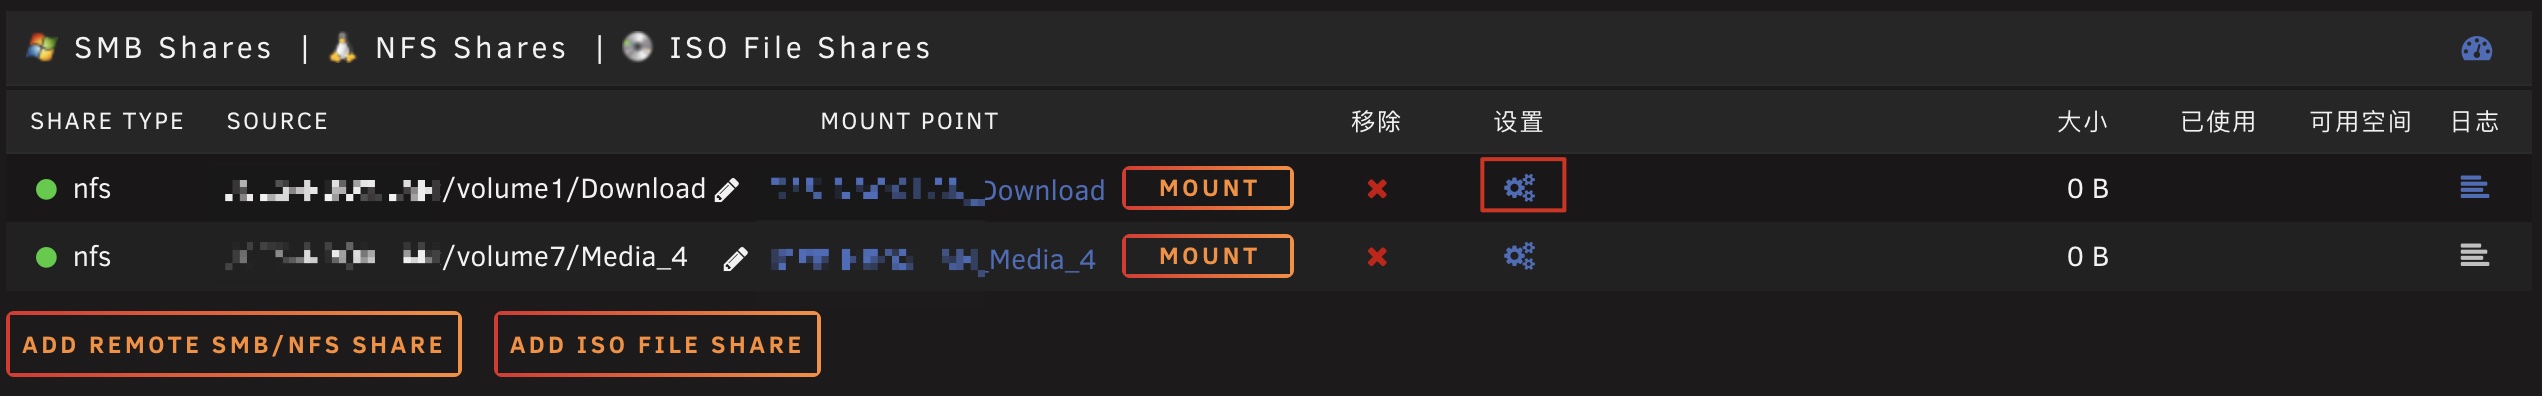 SMB Shares | NFS Shares | ISO File Shares
SHARE TYPE SOURCE MOUNT POINT 移除 设置 大小 已使用 可用空间 日志
nfs /volume1/Download Download MOUNT 0 B
nfs /volume7/Media_4 _Media_4 MOUNT 0 B
ADD REMOTE SMB/NFS SHARE ADD ISO FILE SHARE